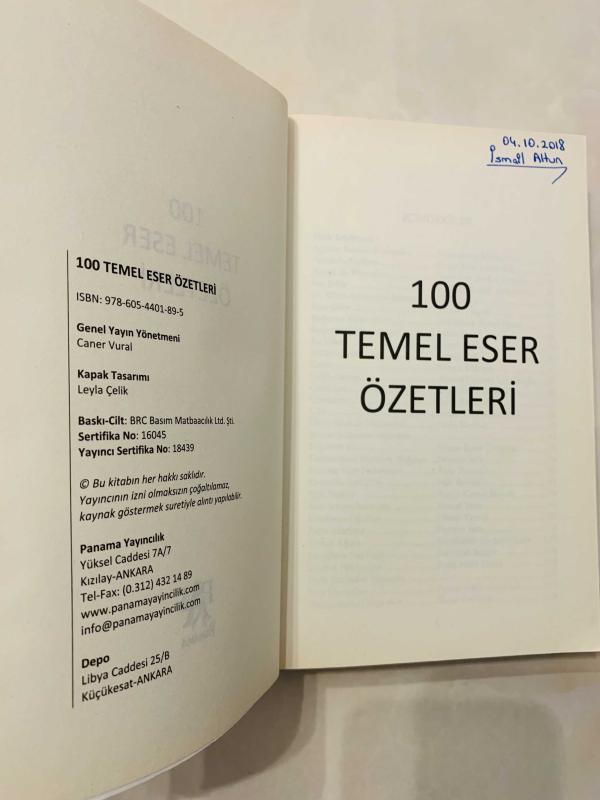 100 TEMEL ESER ÖZETLERİ
ISBN: 978-605-4401-89-5
Genel Yayın Yönetmeni
Caner Vural
Kapak Tasarımı
Leyla Çelik
Baskı-Cilt: BRC Basım Matbaacılık Ltd. Şti.
Sertifika No: 16045
Yayıncı Sertifika No: 18439
© Bu kitabın her hakkı saklıdır.
Yayıncının izni olmaksızın çoğaltılamaz,
kaynak göstermek suretiyle alıntı yapılabilir.
Panama Yayıncılık
Yüksel Caddesi 7A/7
Kızılay-ANKARA
Tel-Fax: (0.312) 432 14 89
www.panamayayincilik.com
info@panamayayincilik.com
Depo
Libya Caddesi 25/B
Küçükesat-ANKARA
04.10.2018
İsmail Altun
100
TEMEL ESER
ÖZETLERİ